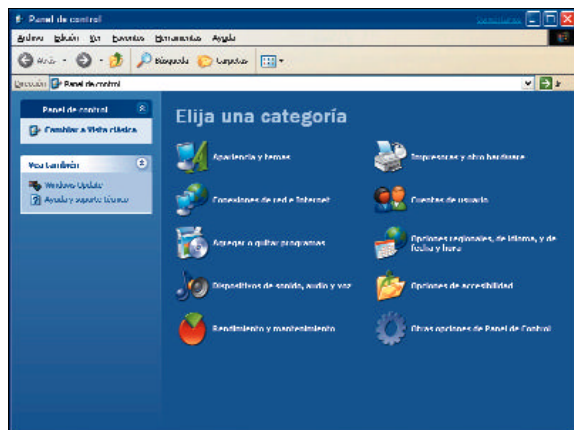 Panel de control
Comentarios
Archivo Edición Ver Favoritos Herramientas Ayuda
Atrás Búsqueda Carpetas
Dirección Panel de control Ir
Panel de control
Cambiar a Vista clásica
Vea también
Windows Update
Ayuda y soporte técnico
Elija una categoría
Apariencia y temas
Impresoras y otro hardware
Conexiones de red e Internet
Cuentas de usuario
Agregar o quitar programas
Opciones regionales, de idioma, y de
fecha y hora
Dispositivos de sonido, audio y voz
Opciones de accesibilidad
Rendimiento y mantenimiento
Otras opciones de Panel de Control